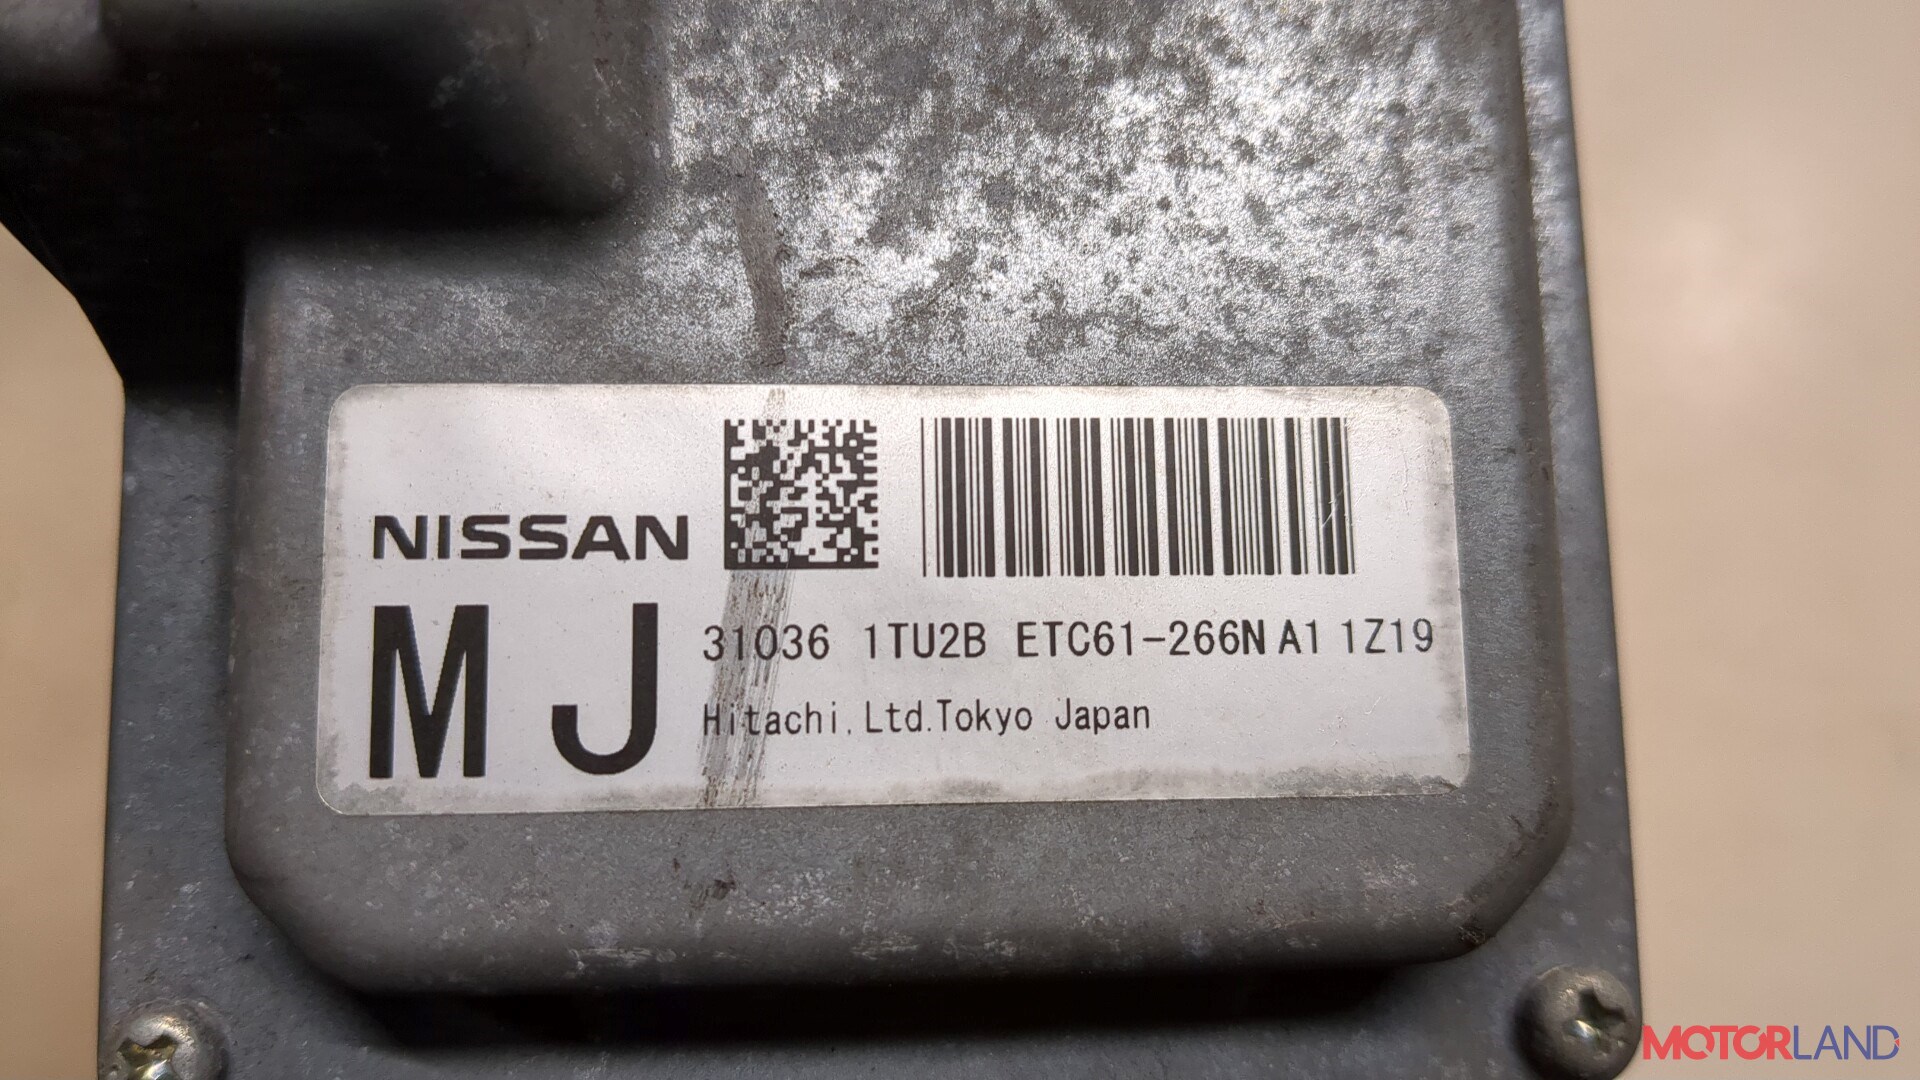 NISSAN
MJ
31036 1TU2B ETC61-266N A1 1Z19
Hitachi,Ltd.Tokyo Japan
MOTORLAND